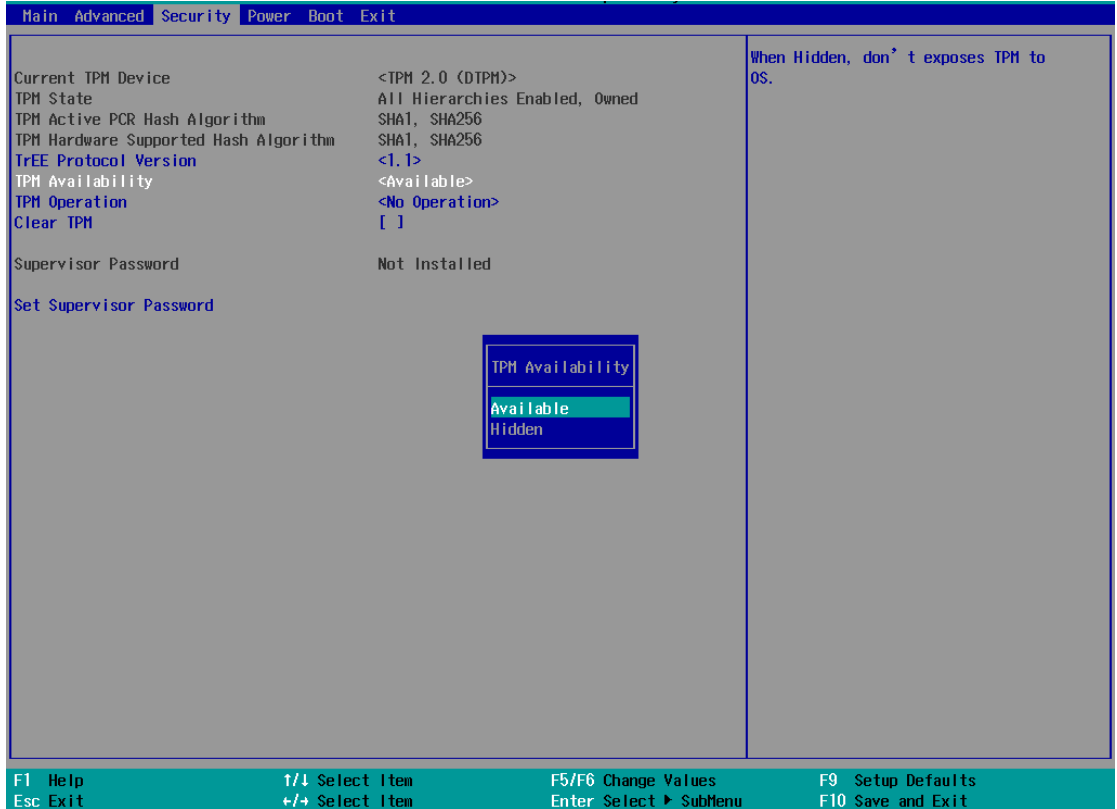 Main Advanced Security Power Boot Exit
Current TPM Device <TPM 2.0 (DTPM)>
TPM State All Hierarchies Enabled, Owned
TPM Active PCR Hash Algorithm SHA1, SHA256
TPM Hardware Supported Hash Algorithm SHA1, SHA256
TrEE Protocol Version <1.1>
TPM Availability <Available>
TPM Operation <No Operation>
Clear TPM [ ]
Supervisor Password Not Installed
Set Supervisor Password
When Hidden, don’t exposes TPM to
OS.
TPM Availability
Available
Hidden
F1 Help ↑/↓ Select Item F5/F6 Change Values F9 Setup Defaults
Esc Exit ←/→ Select Item Enter Select ▶ SubMenu F10 Save and Exit